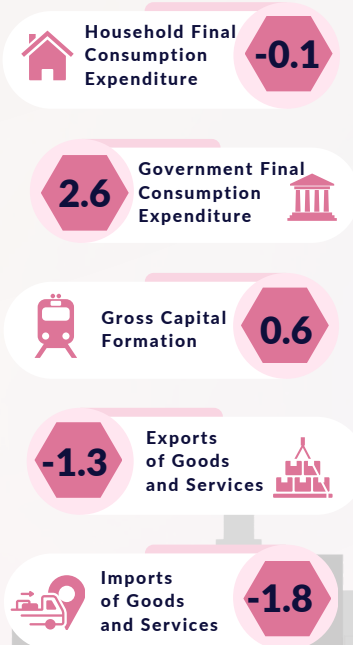 Household Final
Consumption
Expenditure
-0.1
2.6
Government Final
Consumption
Expenditure
Gross Capital
Formation
0.6
-1.3
Exports
of Goods
and Services
Imports
of Goods
and Services
-1.8